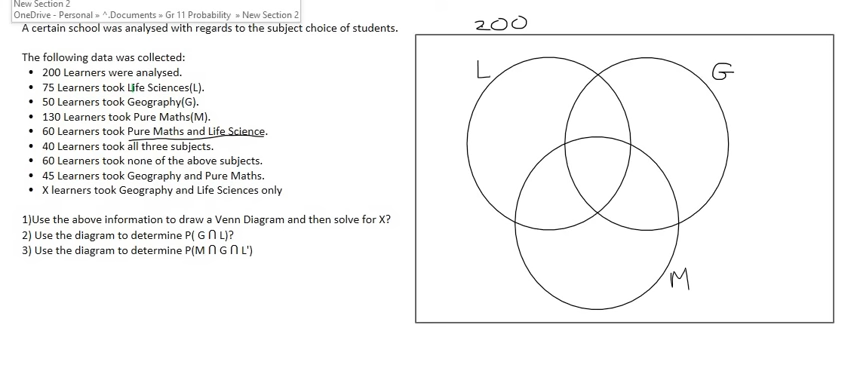 New Section 2
OneDrive - Personal » ^.Documents » Gr 11 Probability » New Section 2
A certain school was analysed with regards to the subject choice of students.
The following data was collected:
• 200 Learners were analysed.
• 75 Learners took Life Sciences(L).
• 50 Learners took Geography(G).
• 130 Learners took Pure Maths(M).
• 60 Learners took Pure Maths and Life Science.
• 40 Learners took all three subjects.
• 60 Learners took none of the above subjects.
• 45 Learners took Geography and Pure Maths.
• X learners took Geography and Life Sciences only
1)Use the above information to draw a Venn Diagram and then solve for X?
2) Use the diagram to determine P( G ∩ L)?
3) Use the diagram to determine P(M ∩ G ∩ L')
200
L
G
M